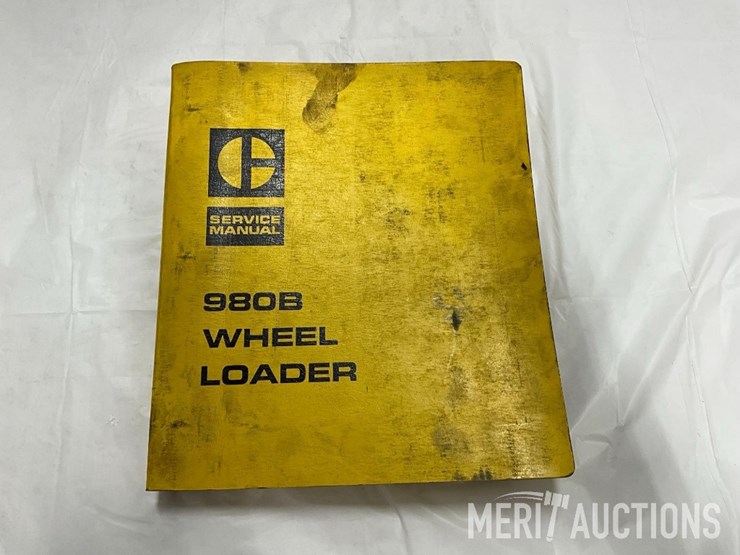 SERVICE
MANUAL
980B
WHEEL
LOADER
MERIT AUCTIONS